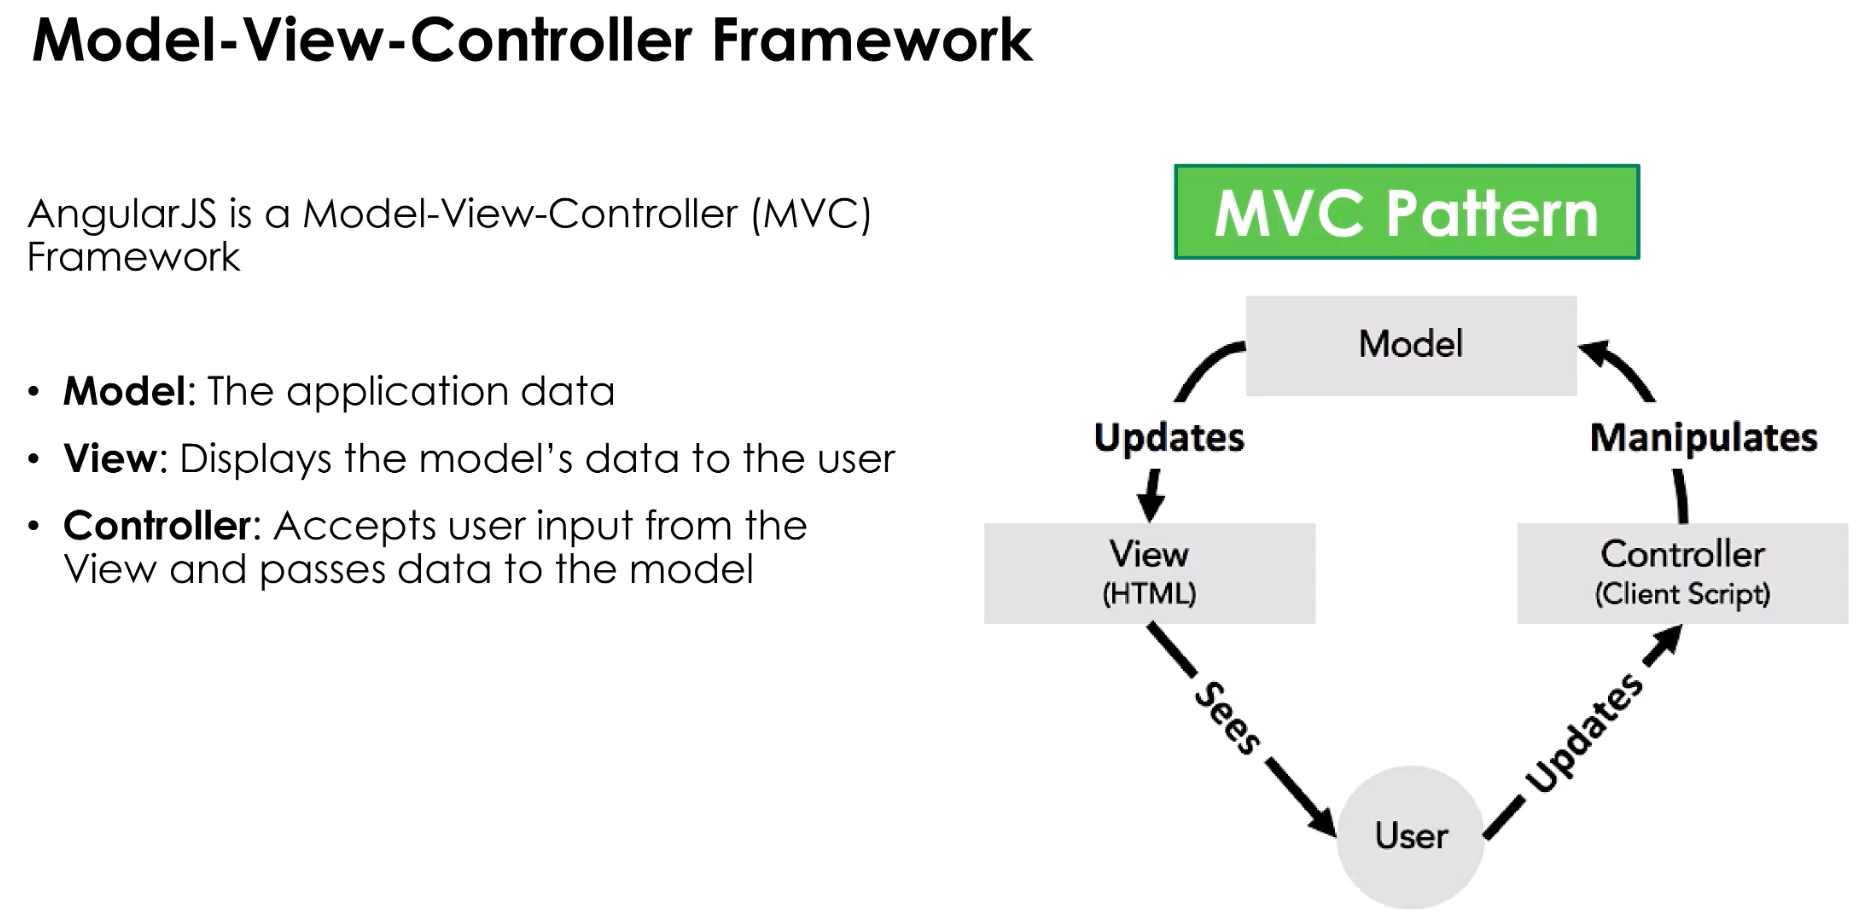 Model-View-Controller Framework
AngularJS is a Model-View-Controller (MVC)
Framework
• Model: The application data
• View: Displays the model's data to the user
• Controller: Accepts user input from the
View and passes data to the model
MVC Pattern
Model
Updates
Manipulates
View
(HTML)
Controller
(Client Script)
Sees
Updates
User